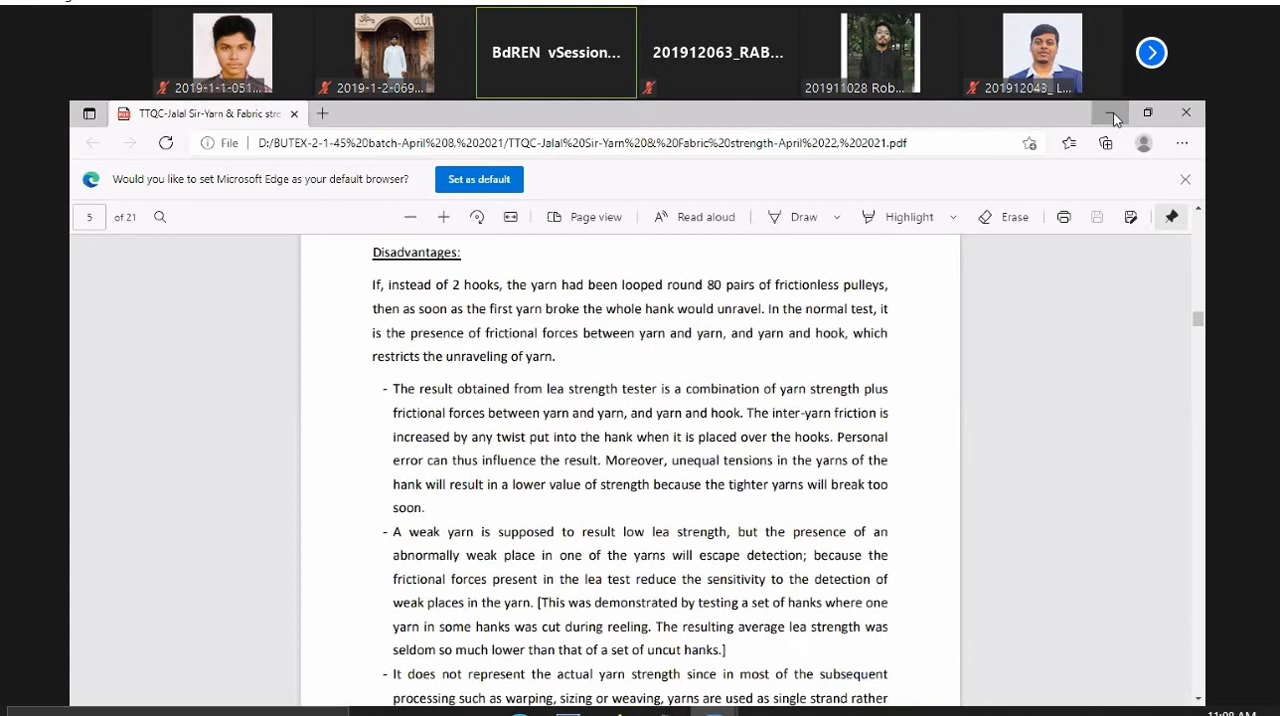 BdREN vSession...
201912063_RAB...
2019-1-1-051...
2019-1-2-069...
201911028 Rob...
201912043_ L...
TTQC-Jalal Sir-Yarn & Fabric stre
File
D:/BUTEX-2-1-45%20batch-April%208,%202021/TTQC-Jalal%20Sir-Yarn%20&%20Fabric%20strength-April%2022,%202021.pdf
Would you like to set Microsoft Edge as your default browser?
Set as default
5 of 21
Page view
Read aloud
Draw
Highlight
Erase
Disadvantages:
If, instead of 2 hooks, the yarn had been looped round 80 pairs of frictionless pulleys,
then as soon as the first yarn broke the whole hank would unravel. In the normal test, it
is the presence of frictional forces between yarn and yarn, and yarn and hook, which
restricts the unraveling of yarn.
- The result obtained from lea strength tester is a combination of yarn strength plus
frictional forces between yarn and yarn, and yarn and hook. The inter-yarn friction is
increased by any twist put into the hank when it is placed over the hooks. Personal
error can thus influence the result. Moreover, unequal tensions in the yarns of the
hank will result in a lower value of strength because the tighter yarns will break too
soon.
- A weak yarn is supposed to result low lea strength, but the presence of an
abnormally weak place in one of the yarns will escape detection; because the
frictional forces present in the lea test reduce the sensitivity to the detection of
weak places in the yarn. [This was demonstrated by testing a set of hanks where one
yarn in some hanks was cut during reeling. The resulting average lea strength was
seldom so much lower than that of a set of uncut hanks.]
- It does not represent the actual yarn strength since in most of the subsequent
processing such as warping, sizing or weaving, yarns are used as single strand rather
11:08 AM